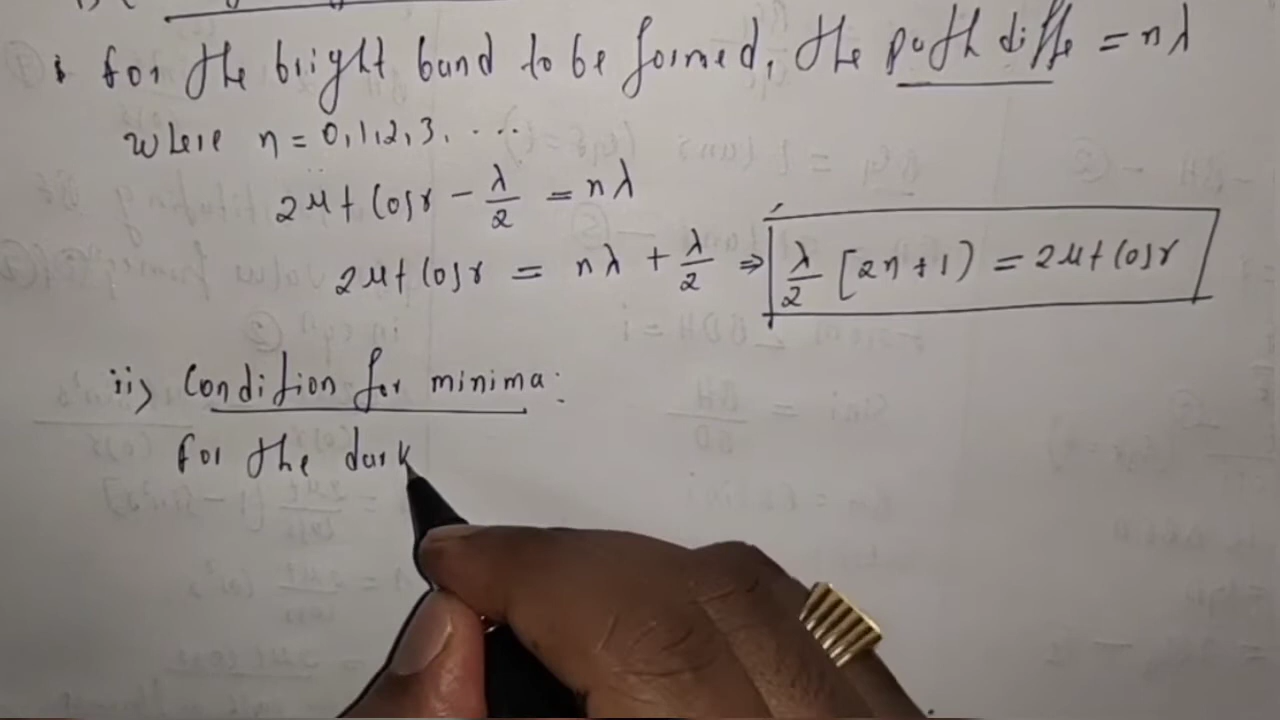 for the bright band to be formed, the path diffe = nλ
where n = 0,1,2,3, ....
2μt Cosr - λ/2 = nλ
2μt Cosr = nλ + λ/2 ⇒ λ/2 [2n + 1) = 2μt Cosr
ii) Condition for minima:
for the dark